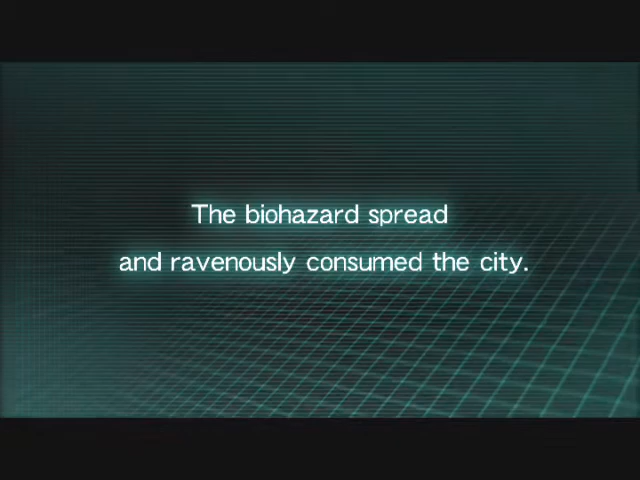 The biohazard spread
and ravenously consumed the city.